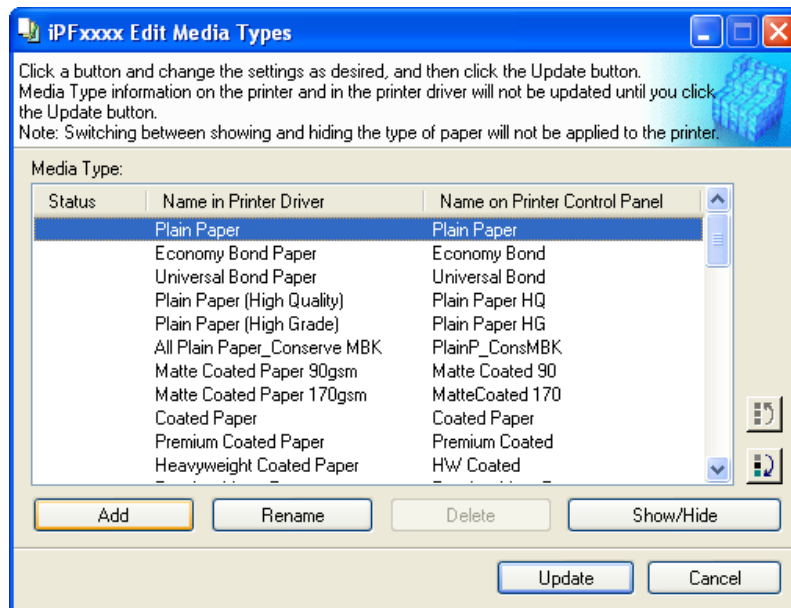 iPFxxxx Edit Media Types
Click a button and change the settings as desired, and then click the Update button.
Media Type information on the printer and in the printer driver will not be updated until you click
the Update button.
Note: Switching between showing and hiding the type of paper will not be applied to the printer.
Media Type:
Status Name in Printer Driver Name on Printer Control Panel
Plain Paper Plain Paper
Economy Bond Paper Economy Bond
Universal Bond Paper Universal Bond
Plain Paper (High Quality) Plain Paper HQ
Plain Paper (High Grade) Plain Paper HG
All Plain Paper_Conserve MBK PlainP_ConsMBK
Matte Coated Paper 90gsm Matte Coated 90
Matte Coated Paper 170gsm MatteCoated 170
Coated Paper Coated Paper
Premium Coated Paper Premium Coated
Heavyweight Coated Paper HW Coated
Add Rename Delete Show/Hide
Update Cancel